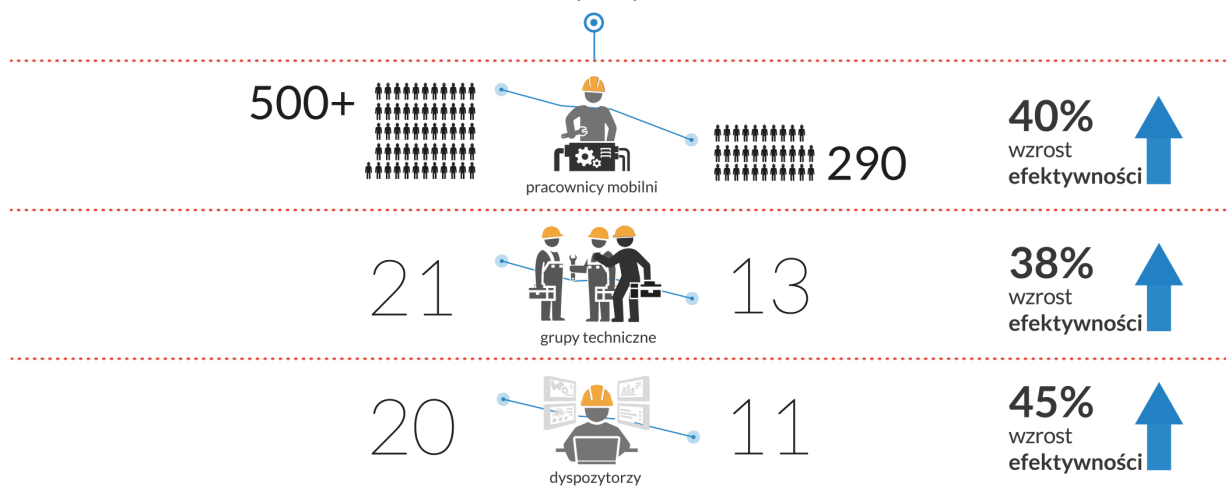 500+
290
pracownicy mobilni
40%
wzrost
efektywności
21
13
grupy techniczne
38%
wzrost
efektywności
20
11
dyspozytorzy
45%
wzrost
efektywności